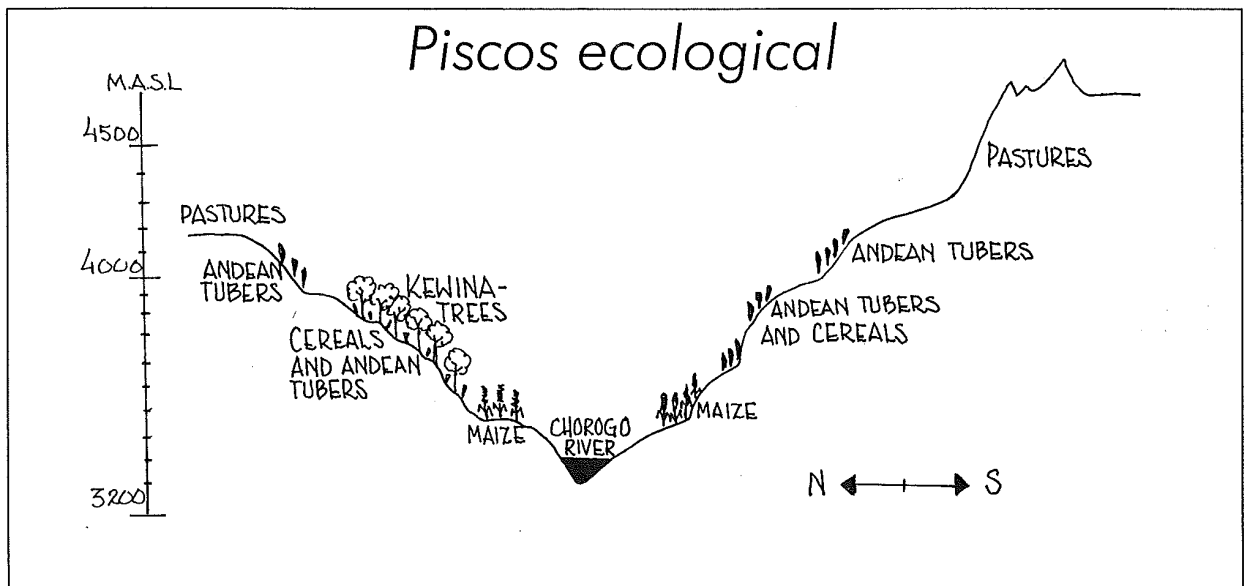 Piscos ecological
M.A.S.L
4500
4000
3200
PASTURES
ANDEAN
TUBERS
KEWINA-
TREES
CEREALS
AND ANDEAN
TUBERS
MAIZE
CHOROGO
RIVER
MAIZE
ANDEAN TUBERS
AND CEREALS
ANDEAN TUBERS
PASTURES
N S